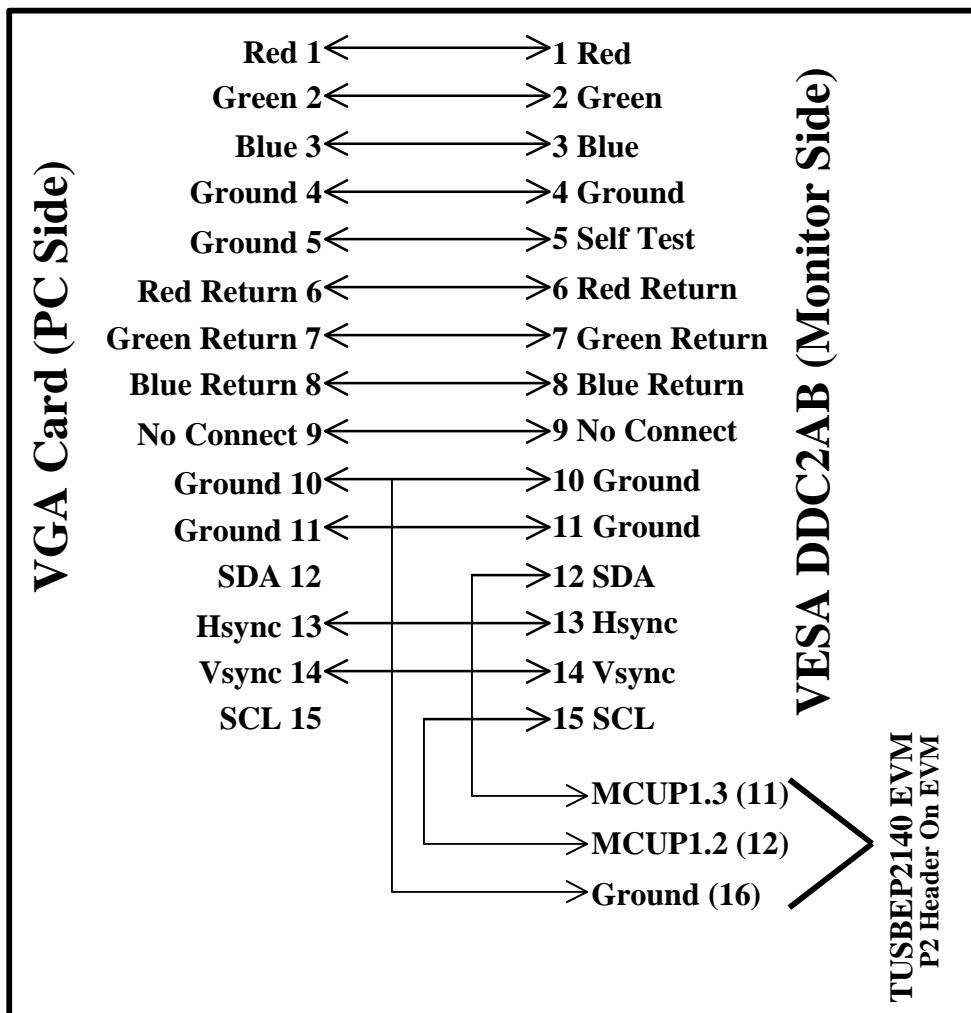 VGA Card (PC Side)
Red 1 1 Red
Green 2 2 Green
Blue 3 3 Blue
Ground 4 4 Ground
Ground 5 5 Self Test
Red Return 6 6 Red Return
Green Return 7 7 Green Return
Blue Return 8 8 Blue Return
No Connect 9 9 No Connect
Ground 10 10 Ground
Ground 11 11 Ground
SDA 12 12 SDA
Hsync 13 13 Hsync
Vsync 14 14 Vsync
SCL 15 15 SCL
VESA DDC2AB (Monitor Side)
MCUP1.3 (11)
MCUP1.2 (12)
Ground (16)
TUSBEP2140 EVM
P2 Header On EVM